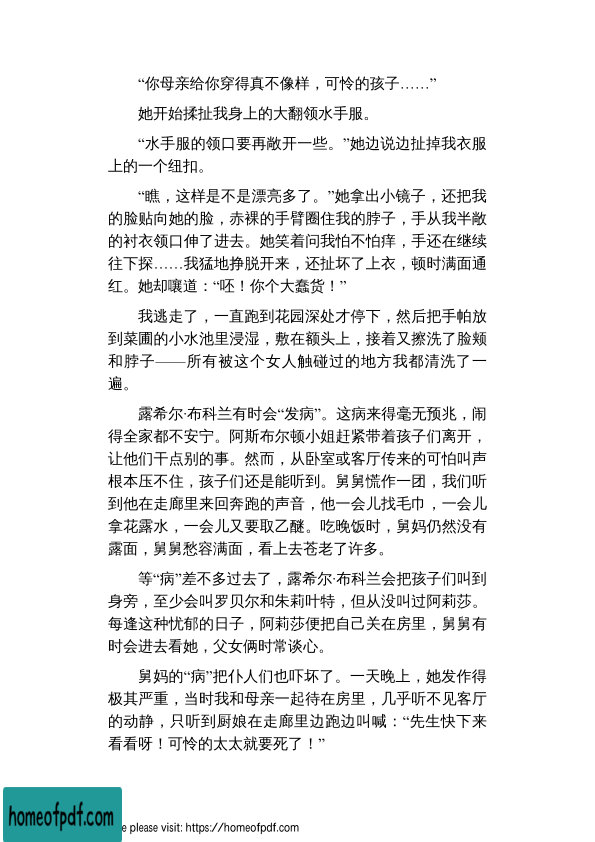 “你母亲给你穿得真不像样，可怜的孩子……”
她开始揉扯我身上的大翻领水手服。
“水手服的领口要再敞开一些。”她边说边扯掉我衣服
上的一个纽扣。
“瞧，这样是不是漂亮多了。”她拿出小镜子，还把我
的脸贴向她的脸，赤裸的手臂圈住我的脖子，手从我半敞
的衬衣领口伸了进去。她笑着问我怕不怕痒，手还在继续
往下探……我猛地挣脱开来，还扯坏了上衣，顿时满面通
红。她却嚷道：“呸！你个大蠢货！”
我逃走了，一直跑到花园深处才停下，然后把手帕放
到菜圃的小水池里浸湿，敷在额头上，接着又擦洗了脸颊
和脖子——所有被这个女人触碰过的地方我都清洗了一
遍。
露希尔·布科兰有时会“发病”。这病来得毫无预兆，闹
得全家都不安宁。阿斯布尔顿小姐赶紧带着孩子们离开，
让他们干点别的事。然而，从卧室或客厅传来的可怕叫声
根本压不住，孩子们还是能听到。舅舅慌作一团，我们听
到他在走廊里来回奔跑的声音，他一会儿找毛巾，一会儿
拿花露水，一会儿又要取乙醚。吃晚饭时，舅妈仍然没有
露面，舅舅愁容满面，看上去苍老了许多。
等“病”差不多过去了，露希尔·布科兰会把孩子们叫到
身旁，至少会叫罗贝尔和朱莉叶特，但从没叫过阿莉莎。
每逢这种忧郁的日子，阿莉莎便把自己关在房里，舅舅有
时会进去看她，父女俩时常谈心。
舅妈的“病”把仆人们也吓坏了。一天晚上，她发作得
极其严重，当时我和母亲一起待在房里，几乎听不见客厅
的动静，只听到厨娘在走廊里边跑边叫喊：“先生快下来
看看呀！可怜的太太就要死了！”
homeofpdf.com
e please visit: https://homeofpdf.com